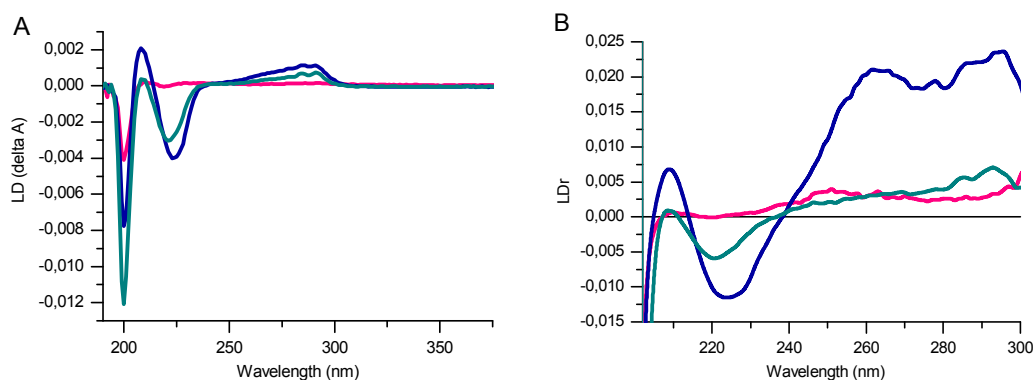 A
LD (delta A)
0,002
0,000
-0,002
-0,004
-0,006
-0,008
-0,010
-0,012
200 250 300 350
Wavelength (nm)
B
LDr
0,025
0,020
0,015
0,010
0,005
0,000
-0,005
-0,010
-0,015
220 240 260 280 300
Wavelength (nm)